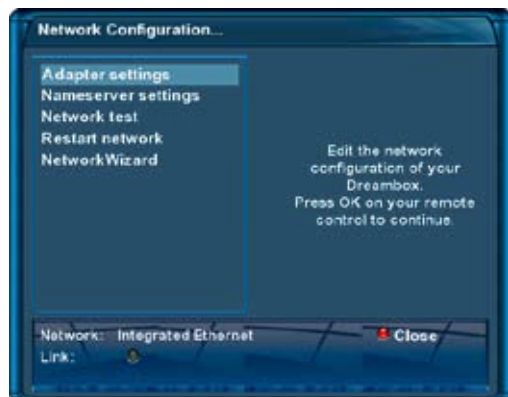 Network Configuration...
Adapter settings
Nameserver settings
Network test
Restart network
NetworkWizard
Edit the network
configuration of your
Dreambox.
Press OK on your remote
control to continue.
Network: Integrated Ethernet
Close
Link: